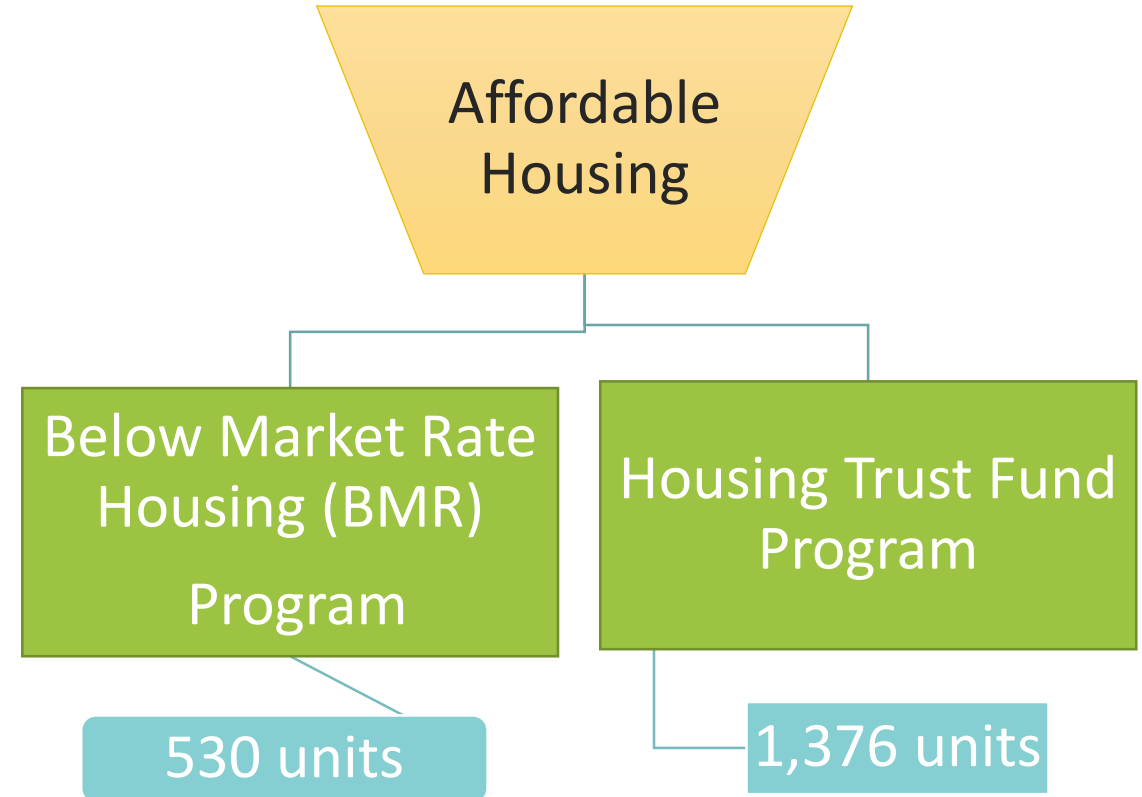 Affordable
Housing
Below Market Rate
Housing (BMR)
Program
Housing Trust Fund
Program
530 units
1,376 units